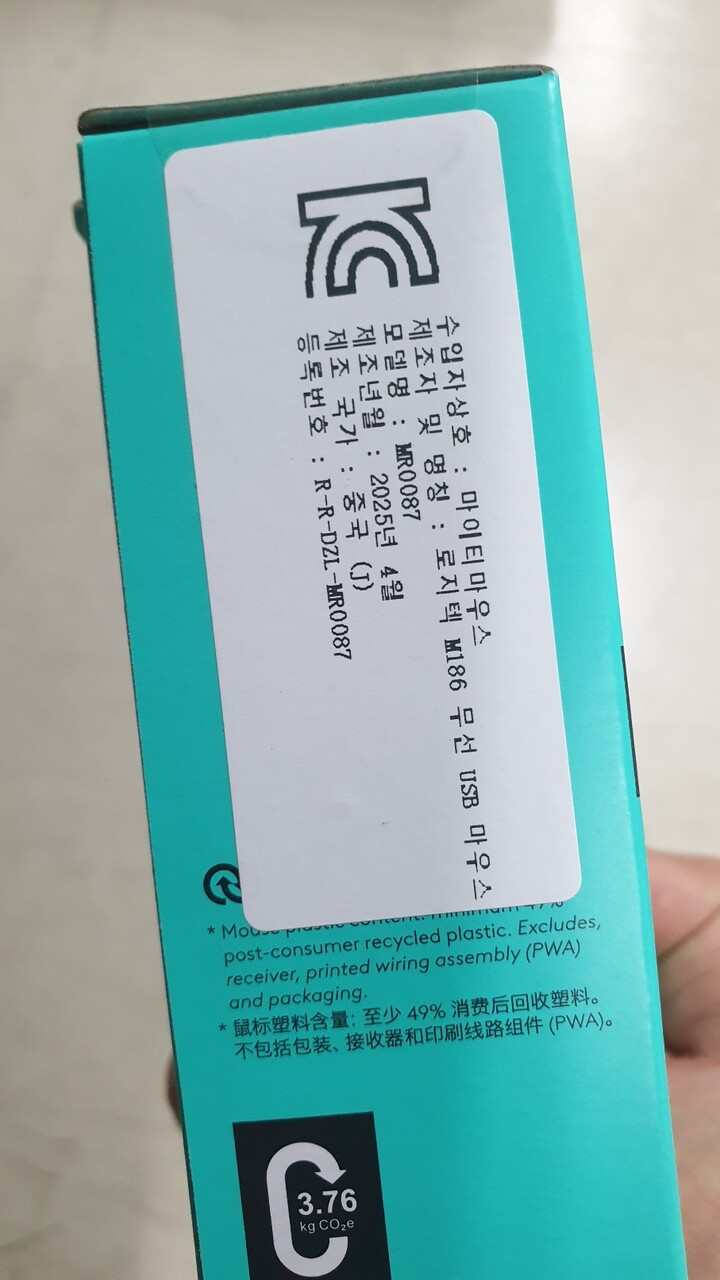 수입자상호 : 마이티마우스
제조자 및 명칭 : 로지텍 M186 무선 USB 마우스
모델명 : MR0087
제조년월 : 2025년 4월
제조 국가 : 중국 (J)
등록번호 : R-R-DZL-MR0087
* Mouse plastic content: minimum 49%
post-consumer recycled plastic. Excludes,
receiver, printed wiring assembly (PWA)
and packaging.
* 鼠标塑料含量: 至少 49% 消费后回收塑料。
不包括包装、接收器和印刷线路组件 (PWA)。
3.76
kg CO₂e